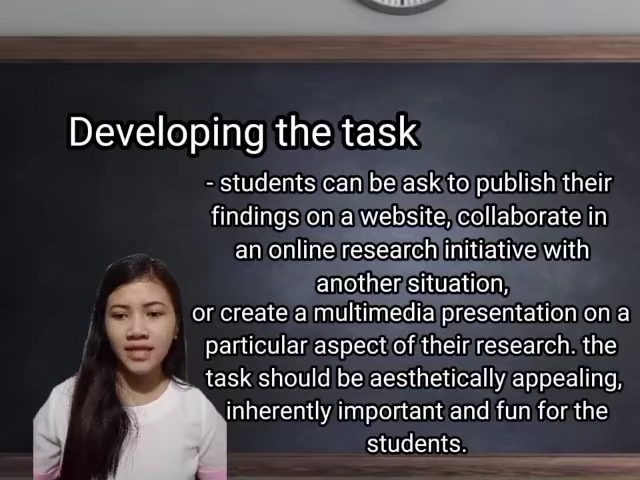 Developing the task
- students can be ask to publish their
findings on a website, collaborate in
an online research initiative with
another situation,
or create a multimedia presentation on a
particular aspect of their research. the
task should be aesthetically appealing,
inherently important and fun for the
students.